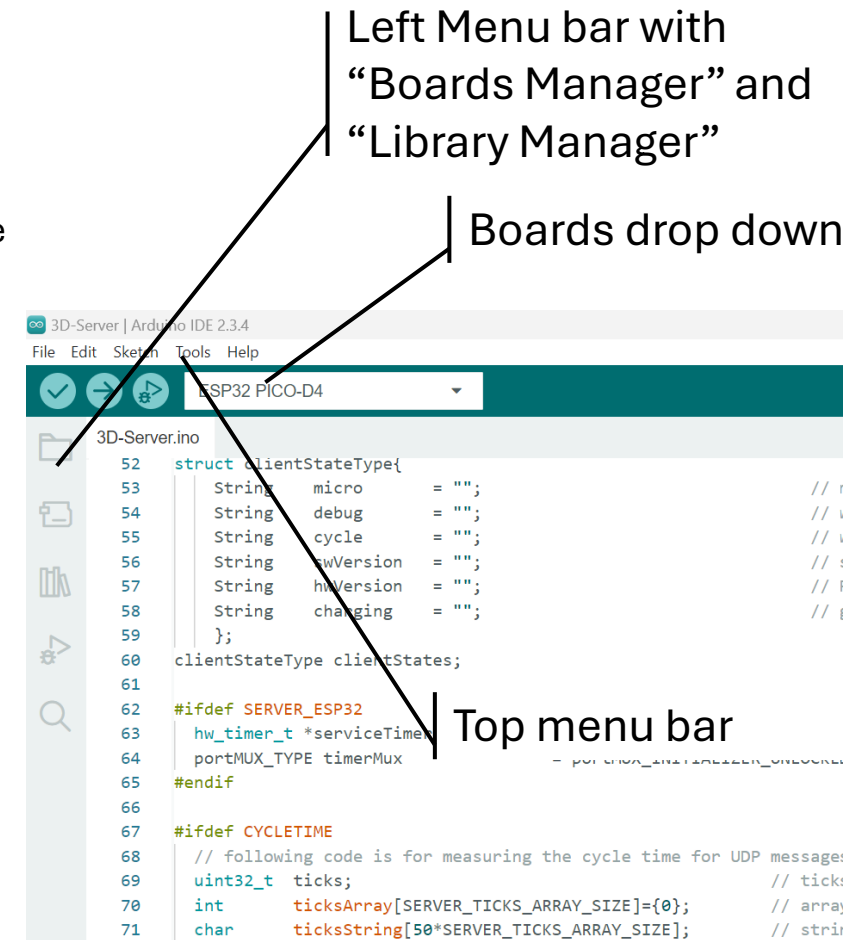 Left Menu bar with
“Boards Manager” and
“Library Manager”
Boards drop down
3D-Server | Arduino IDE 2.3.4
File Edit Sketch Tools Help
ESP32 PICO-D4
3D-Server.ino
52 struct clientStateType{
53 String micro = "";
54 String debug = "";
55 String cycle = "";
56 String swVersion = "";
57 String hwVersion = "";
58 String charging = "";
59 };
60 clientStateType clientStates;
61
62 #ifdef SERVER_ESP32
63 hw_timer_t *serviceTimer
Top menu bar
64 portMUX_TYPE timerMux = portMUX_INITIALIZER_UNLOCKED
65 #endif
66
67 #ifdef CYCLETIME
68 // following code is for measuring the cycle time for UDP messages
69 uint32_t ticks; // ticks
70 int ticksArray[SERVER_TICKS_ARRAY_SIZE]={0}; // array
71 char ticksString[50*SERVER_TICKS_ARRAY_SIZE]; // strin